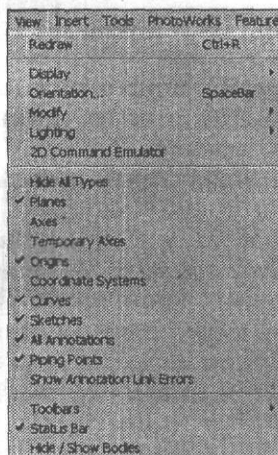 View Insert Tools PhotoWorks Feature
Redraw Ctrl+R
Display
Orientation... SpaceBar
Modify
Lighting
2D Command Emulator
Hide All Types
Planes
Axes
Temporary Axes
Origins
Coordinate Systems
Curves
Sketches
All Annotations
Piping Points
Show Annotation Link Errors
Toolbars
Status Bar
Hide / Show Bodies